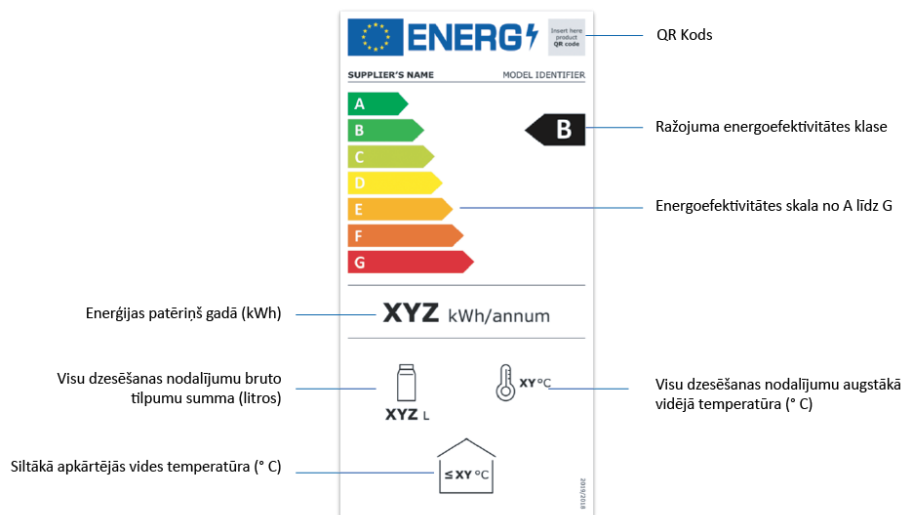 ENERG
Insert here
product
QR code
QR Kods
SUPPLIER'S NAME
MODEL IDENTIFIER
A
B
B
Ražojuma energoefektivitātes klase
C
D
E
Energoefektivitātes skala no A līdz G
F
G
Enerģijas patēriņš gadā (kWh)
XYZ kWh/annum
Visu dzesēšanas nodalījumu bruto
tilpumu summa (litros)
XYZ L
XY°C
Visu dzesēšanas nodalījumu augstākā
vidējā temperatūra (° C)
Siltākā apkārtējās vides temperatūra (° C)
≤ XY °C
2019/2018